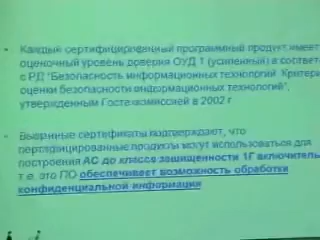 Каждый сертифицированный программный продукт имеет
оценочный уровень доверия ОУД 1 (усиленный) в соответс
с РД "Безопасность информационных технологий. Критери
оценки безопасности информационных технологий",
утвержденным Гостехкомиссией в 2002 г
Выданные сертификаты подтверждают, что
сертифицированные продукты могут использоваться для
построения АС до класса защищенности 1Г включитель
т.е. это ПО обеспечивает возможность обработки
конфиденциальной информации